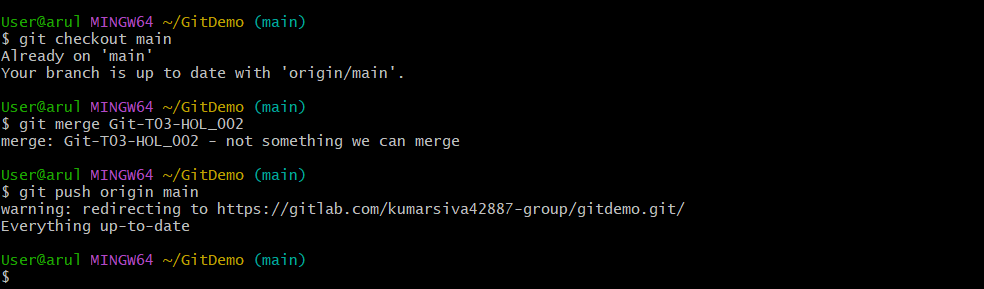 User@arul MINGW64 ~/GitDemo (main)
$ git checkout main
Already on 'main'
Your branch is up to date with 'origin/main'.
User@arul MINGW64 ~/GitDemo (main)
$ git merge Git-T03-HOL_002
merge: Git-T03-HOL_002 - not something we can merge
User@arul MINGW64 ~/GitDemo (main)
$ git push origin main
warning: redirecting to https://gitlab.com/kumarsiva42887-group/gitdemo.git/
Everything up-to-date
User@arul MINGW64 ~/GitDemo (main)
$